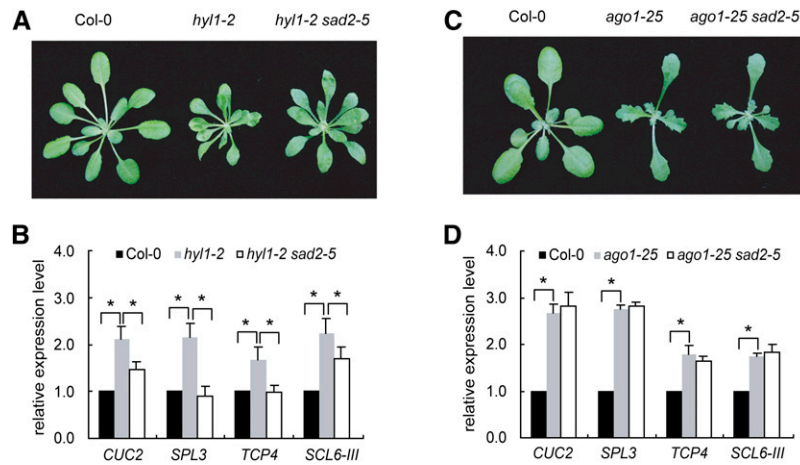 A
Col-0 hyl1-2 hyl1-2 sad2-5
B
Col-0 hyl1-2 hyl1-2 sad2-5
relative expression level
4.0
3.0
2.0
1.0
0.0
* * * * * * * *
CUC2 SPL3 TCP4 SCL6-III
C
Col-0 ago1-25 ago1-25 sad2-5
D
Col-0 ago1-25 ago1-25 sad2-5
relative expression level
4.0
3.0
2.0
1.0
0.0
* * * *
CUC2 SPL3 TCP4 SCL6-III